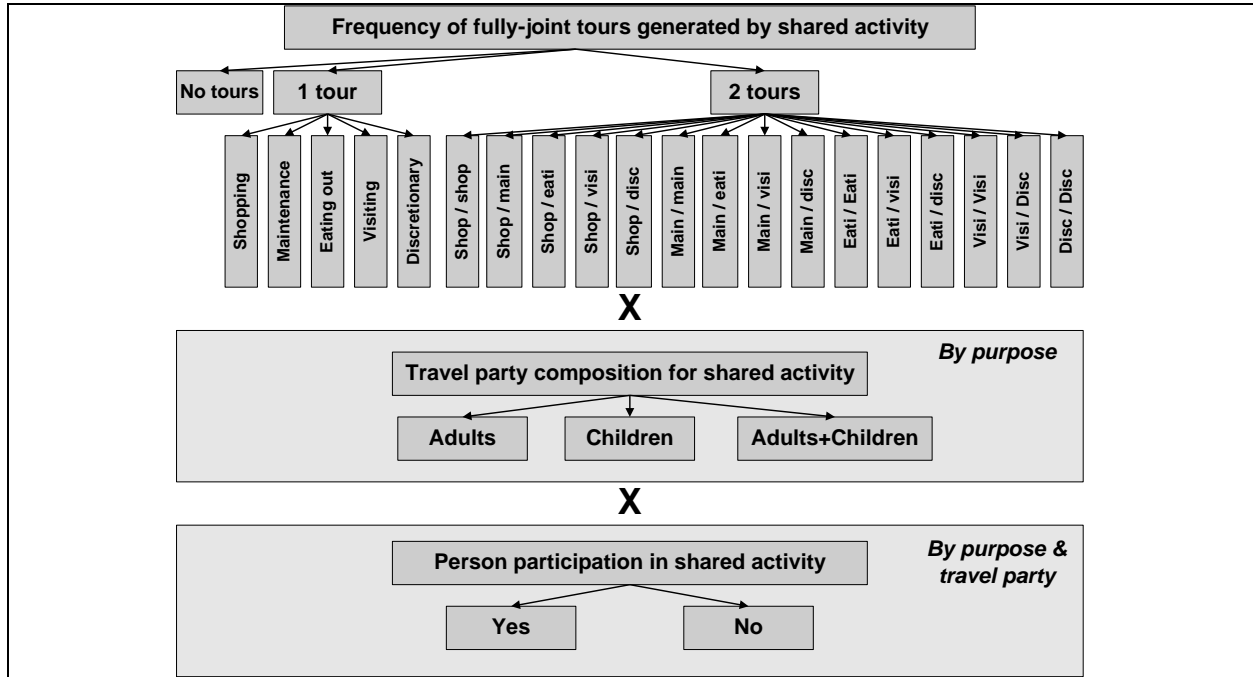 Frequency of fully-joint tours generated by shared activity
No tours
1 tour
2 tours
Shopping
Maintenance
Eating out
Visiting
Discretionary
Shop / shop
Shop / main
Shop / eati
Shop / visi
Shop / disc
Main / main
Main / eati
Main / visi
Main / disc
Eati / Eati
Eati / visi
Eati / disc
Visi / Visi
Visi / Disc
Disc / Disc
X
By purpose
Travel party composition for shared activity
Adults
Children
Adults+Children
X
By purpose &
travel party
Person participation in shared activity
Yes
No